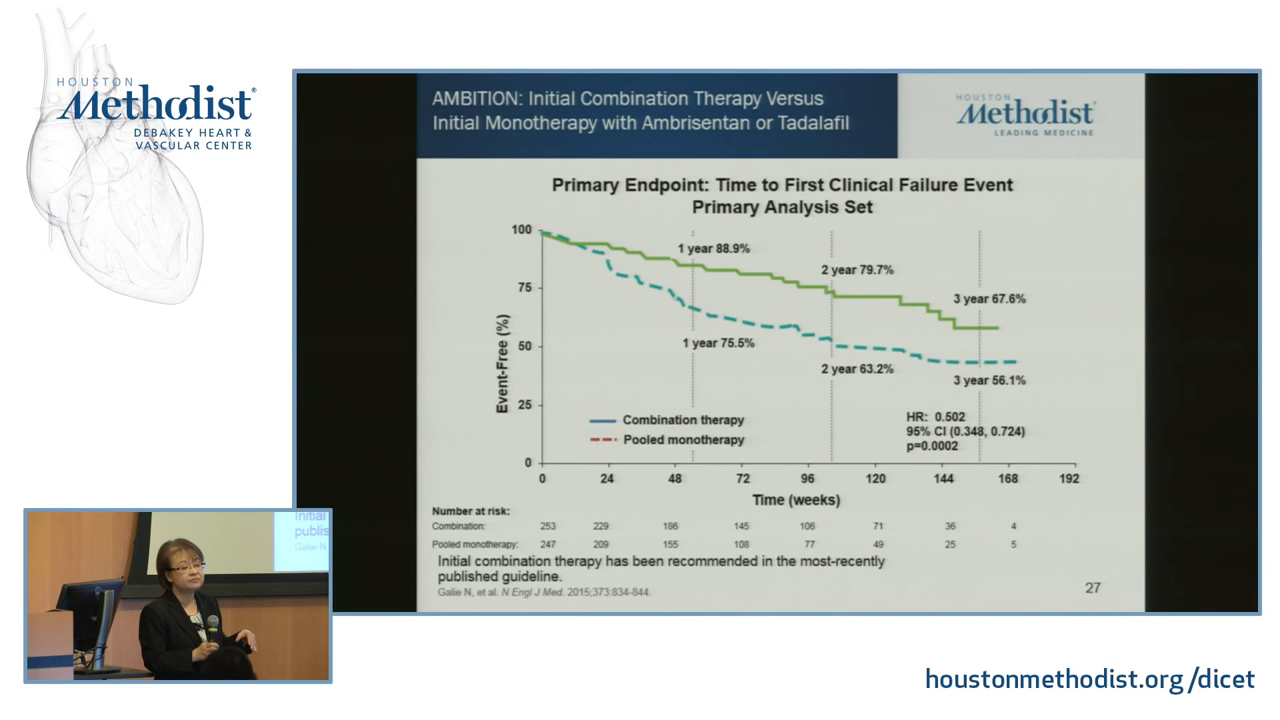 HOUSTON
Methodist®
DEBAKEY HEART &
VASCULAR CENTER
AMBITION: Initial Combination Therapy Versus
Initial Monotherapy with Ambrisentan or Tadalafil
HOUSTON
Methodist®
LEADING MEDICINE
Primary Endpoint: Time to First Clinical Failure Event
Primary Analysis Set
Event-Free (%)
100
75
50
25
0
1 year 88.9%
2 year 79.7%
3 year 67.6%
1 year 75.5%
2 year 63.2%
3 year 56.1%
Combination therapy
Pooled monotherapy
HR: 0.502
95% CI (0.348, 0.724)
p=0.0002
0 24 48 72 96 120 144 168 192
Time (weeks)
Number at risk:
Combination: 253 229 186 145 106 71 36 4
Pooled monotherapy: 247 209 155 108 77 49 25 5
Initial combination therapy has been recommended in the most-recently
published guideline.
Galie N, et al. N Engl J Med. 2015;373:834-844.
27
Initial
publis
Galie N
houstonmethodist.org/dicet